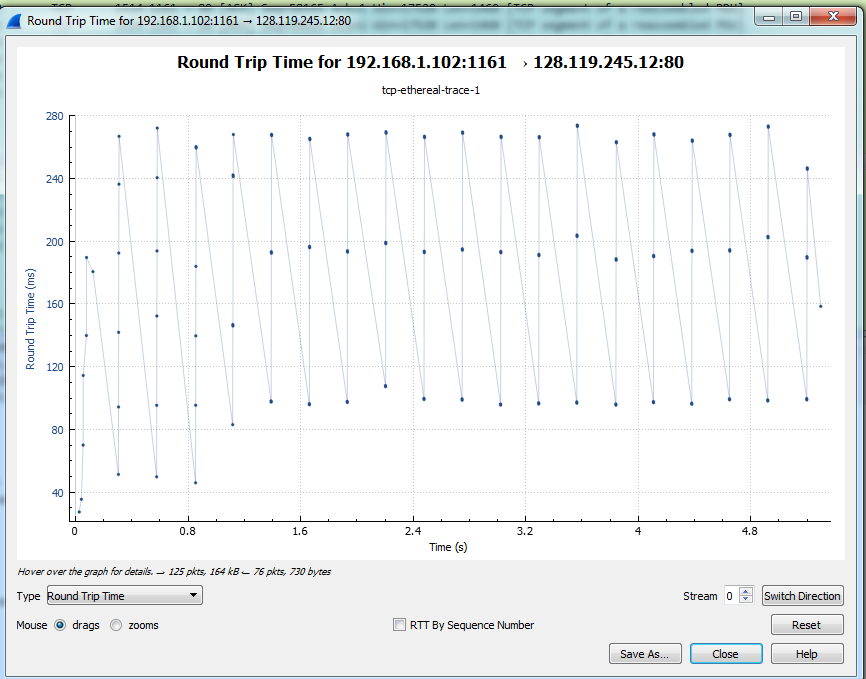 Round Trip Time for 192.168.1.102:1161 → 128.119.245.12:80
Round Trip Time for 192.168.1.102:1161 → 128.119.245.12:80
tcp-ethereal-trace-1
280
240
200
160
120
80
40
Round Trip Time (ms)
0 0.8 1.6 2.4 3.2 4 4.8
Time (s)
Hover over the graph for details. → 125 pkts, 164 kB ← 76 pkts, 730 bytes
Type Round Trip Time Stream 0 Switch Direction
Mouse drags zooms RTT By Sequence Number Reset
Save As... Close Help